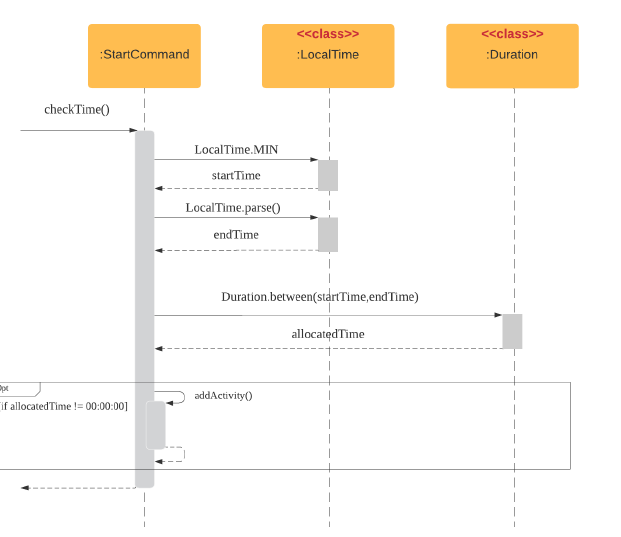 :StartCommand
<<class>>
:LocalTime
<<class>>
:Duration
checkTime()
LocalTime.MIN
startTime
LocalTime.parse()
endTime
Duration.between(startTime,endTime)
allocatedTime
if allocatedTime != 00:00:00]
addActivity()